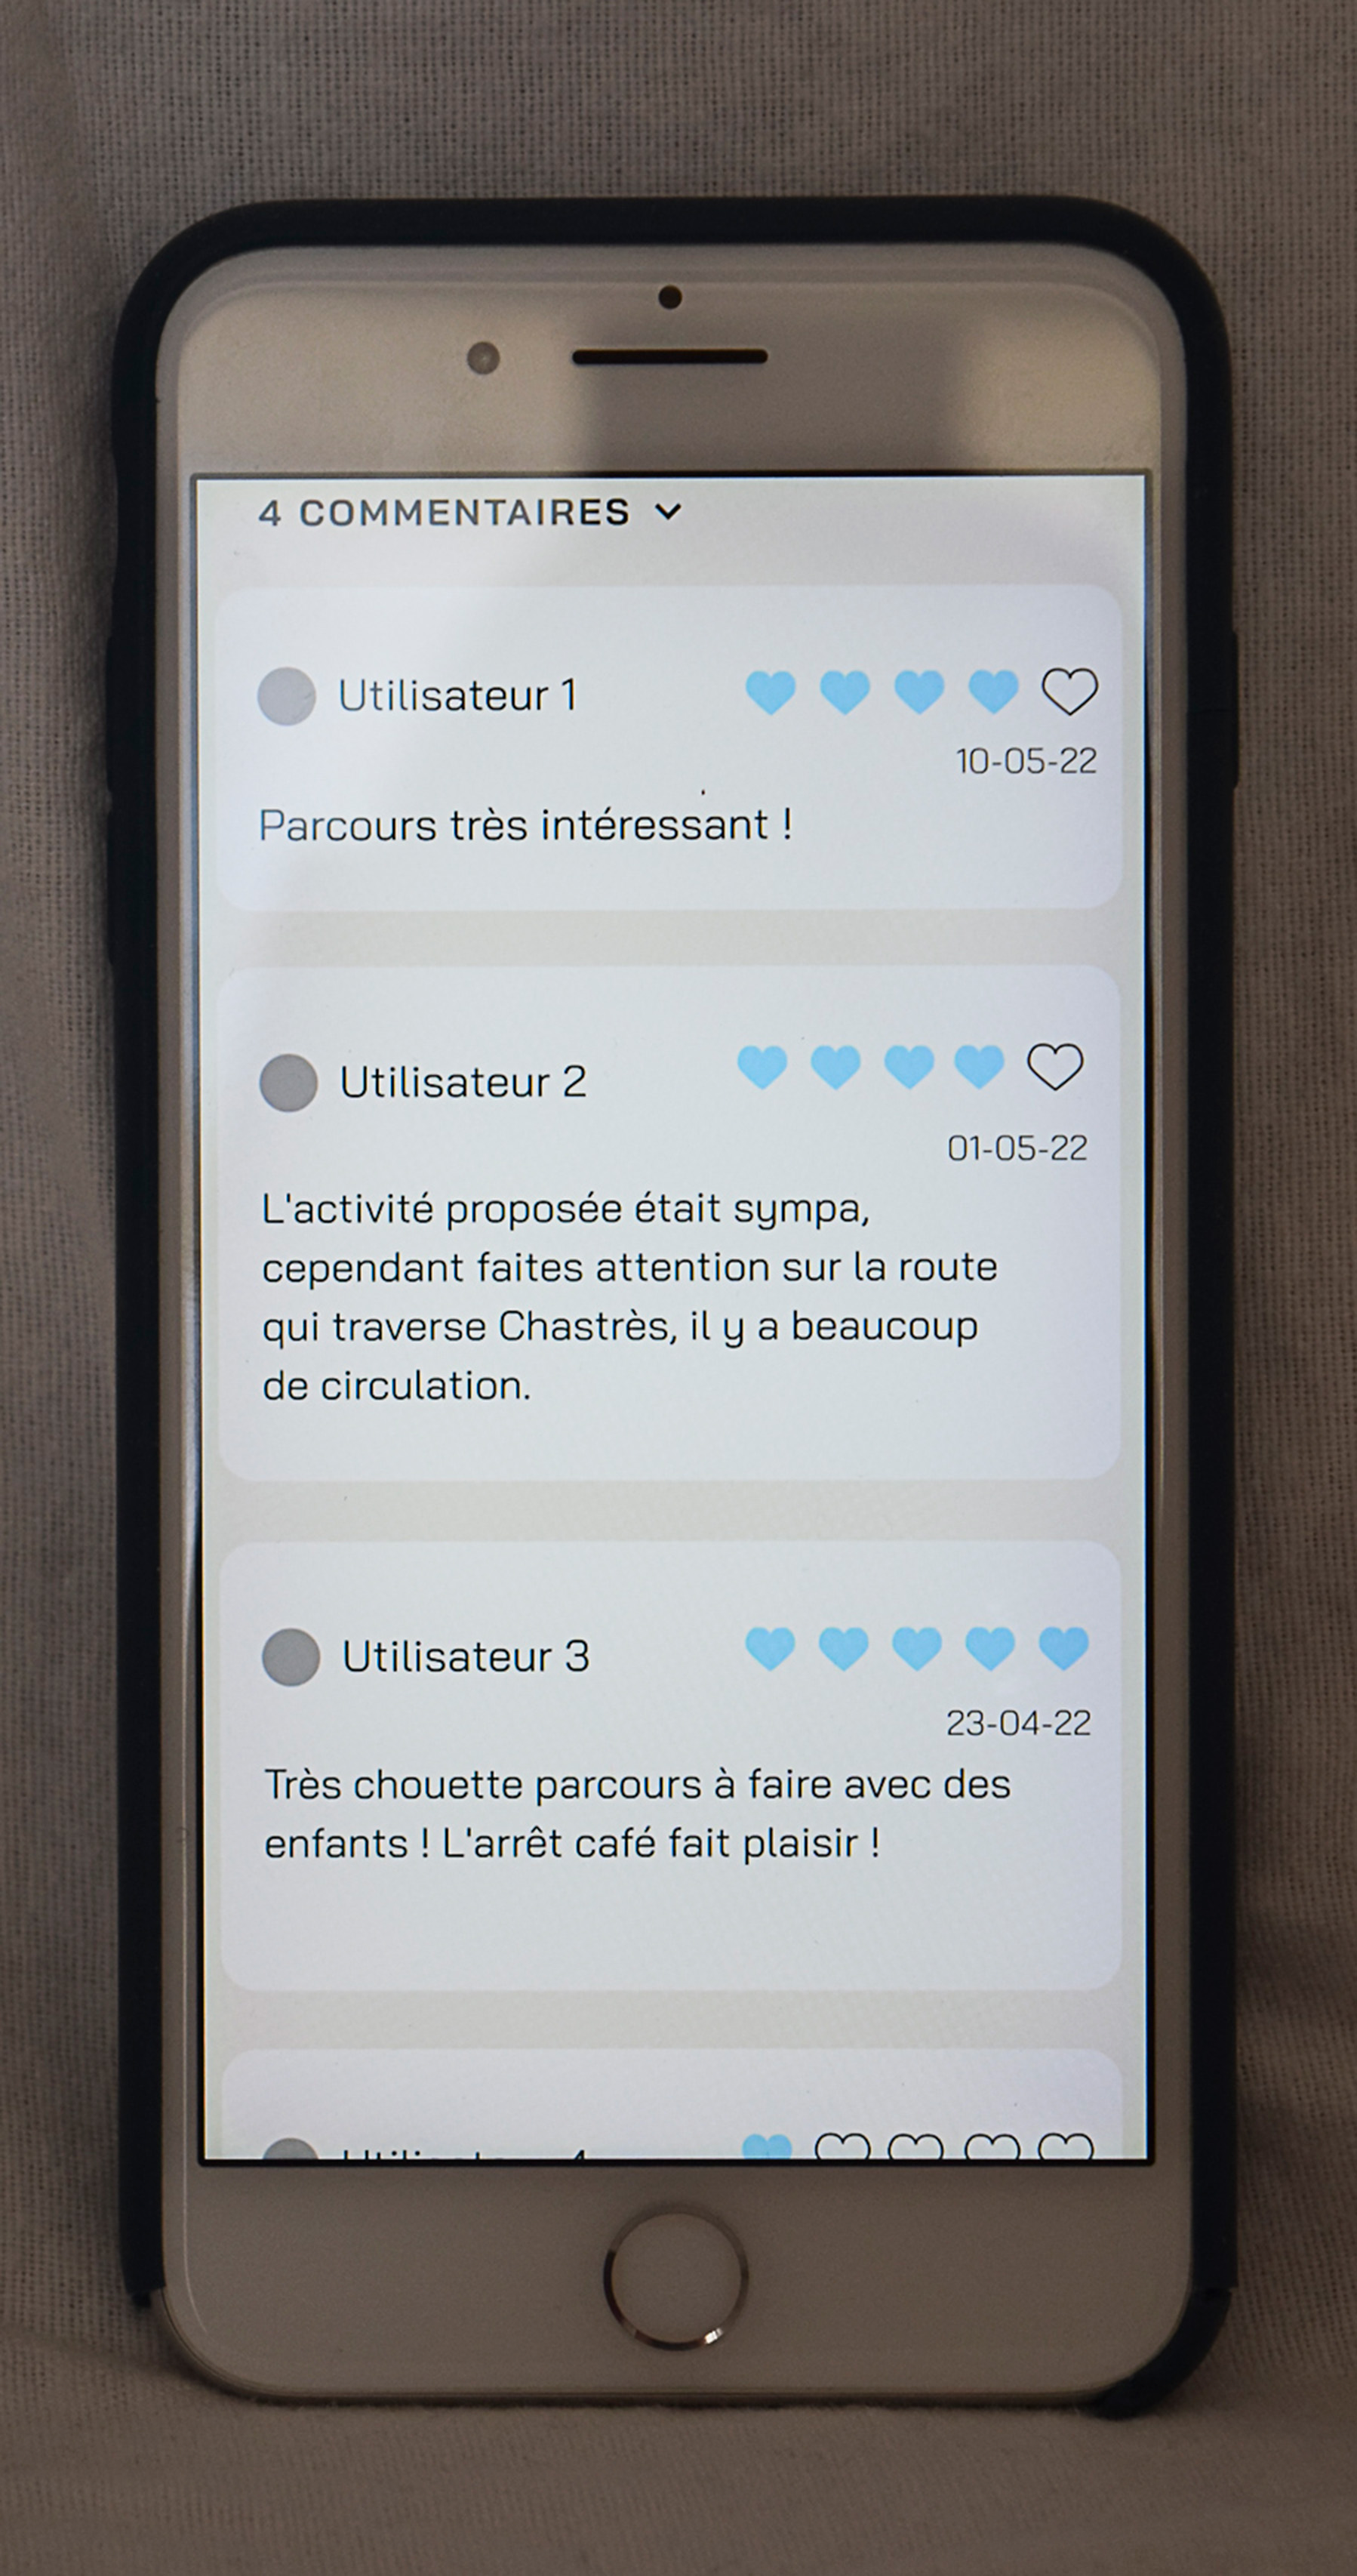 4 COMMENTAIRES
Utilisateur 1
10-05-22
Parcours très intéressant !
Utilisateur 2
01-05-22
L'activité proposée était sympa,
cependant faites attention sur la route
qui traverse Chastrès, il y a beaucoup
de circulation.
Utilisateur 3
23-04-22
Très chouette parcours à faire avec des
enfants ! L'arrêt café fait plaisir !